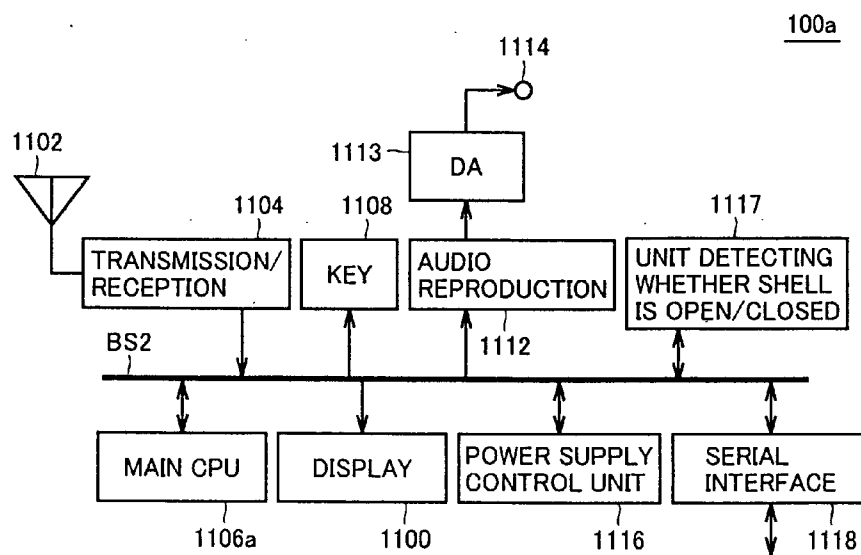 100a
1114
1113
DA
1102
1104
1108
1117
TRANSMISSION/
RECEPTION
KEY
AUDIO
REPRODUCTION
UNIT DETECTING
WHETHER SHELL
IS OPEN/CLOSED
1112
BS2
MAIN CPU
DISPLAY
POWER SUPPLY
CONTROL UNIT
SERIAL
INTERFACE
1106a
1100
1116
1118